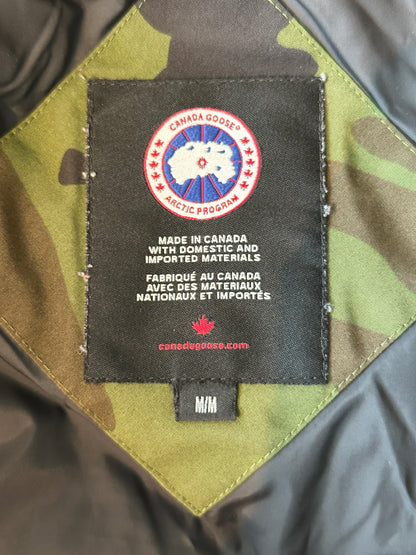 CANADA GOOSE®
ARCTIC PROGRAM
MADE IN CANADA
WITH DOMESTIC AND
IMPORTED MATERIALS
FABRIQUÉ AU CANADA
AVEC DES MATERIAUX
NATIONAUX ET IMPORTÉS
canadagoose.com
M/M